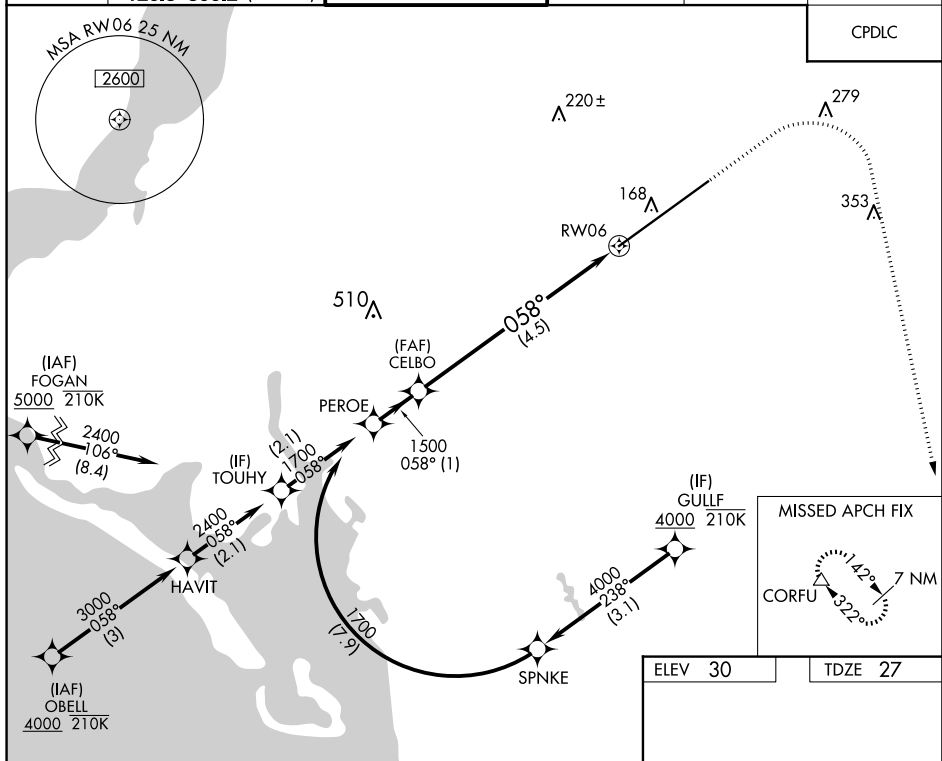 CPDLC
MSA RW06 25 NM
2600
220 ±
279
168
353
RW06
510
058°
(4.5)
(FAF)
CELBO
(IAF)
FOGAN
5000 210K
2400
106°
(8.4)
PEROE
1500
058° (1)
(2.1)
1700
058°
(IF)
TOUHY
(IF)
GULLF
4000 210K
2400
058°
(2.1)
HAVIT
4000
238°
(3.1)
3000
058°
(3)
1700
(7.9)
SPNKE
(IAF)
OBELL
4000 210K
MISSED APCH FIX
142°
7 NM
CORFU
322°
ELEV 30
TDZE 27